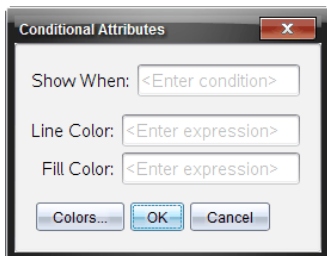 Conditional Attributes
Show When: <Enter condition>
Line Color: <Enter expression>
Fill Color: <Enter expression>
Colors... OK Cancel